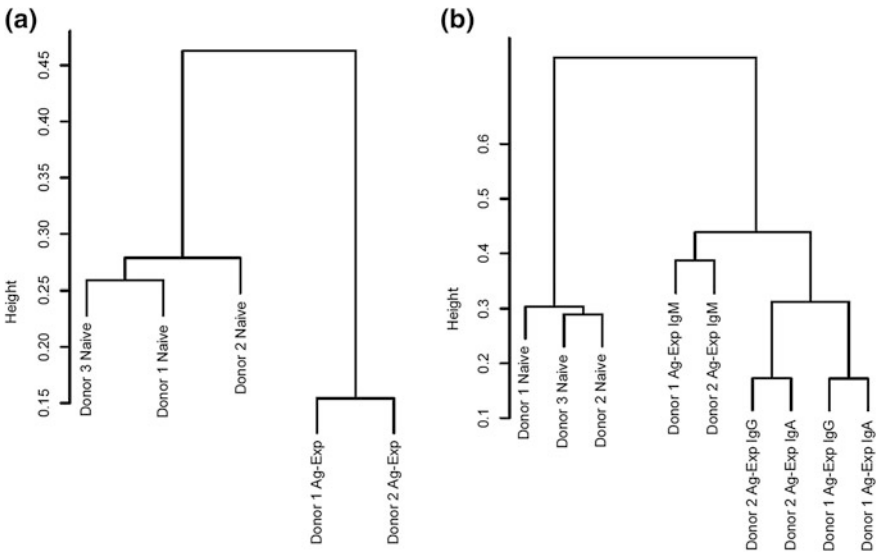 (a)
Height
0.45
0.40
0.35
0.30
0.25
0.20
0.15
Donor 3 Naive
Donor 1 Naive
Donor 2 Naive
Donor 1 Ag-Exp
Donor 2 Ag-Exp
(b)
Height
0.6
0.5
0.4
0.3
0.2
0.1
Donor 1 Naive
Donor 3 Naive
Donor 2 Naive
Donor 1 Ag-Exp IgM
Donor 2 Ag-Exp IgM
Donor 2 Ag-Exp IgG
Donor 2 Ag-Exp IgA
Donor 1 Ag-Exp IgG
Donor 1 Ag-Exp IgA